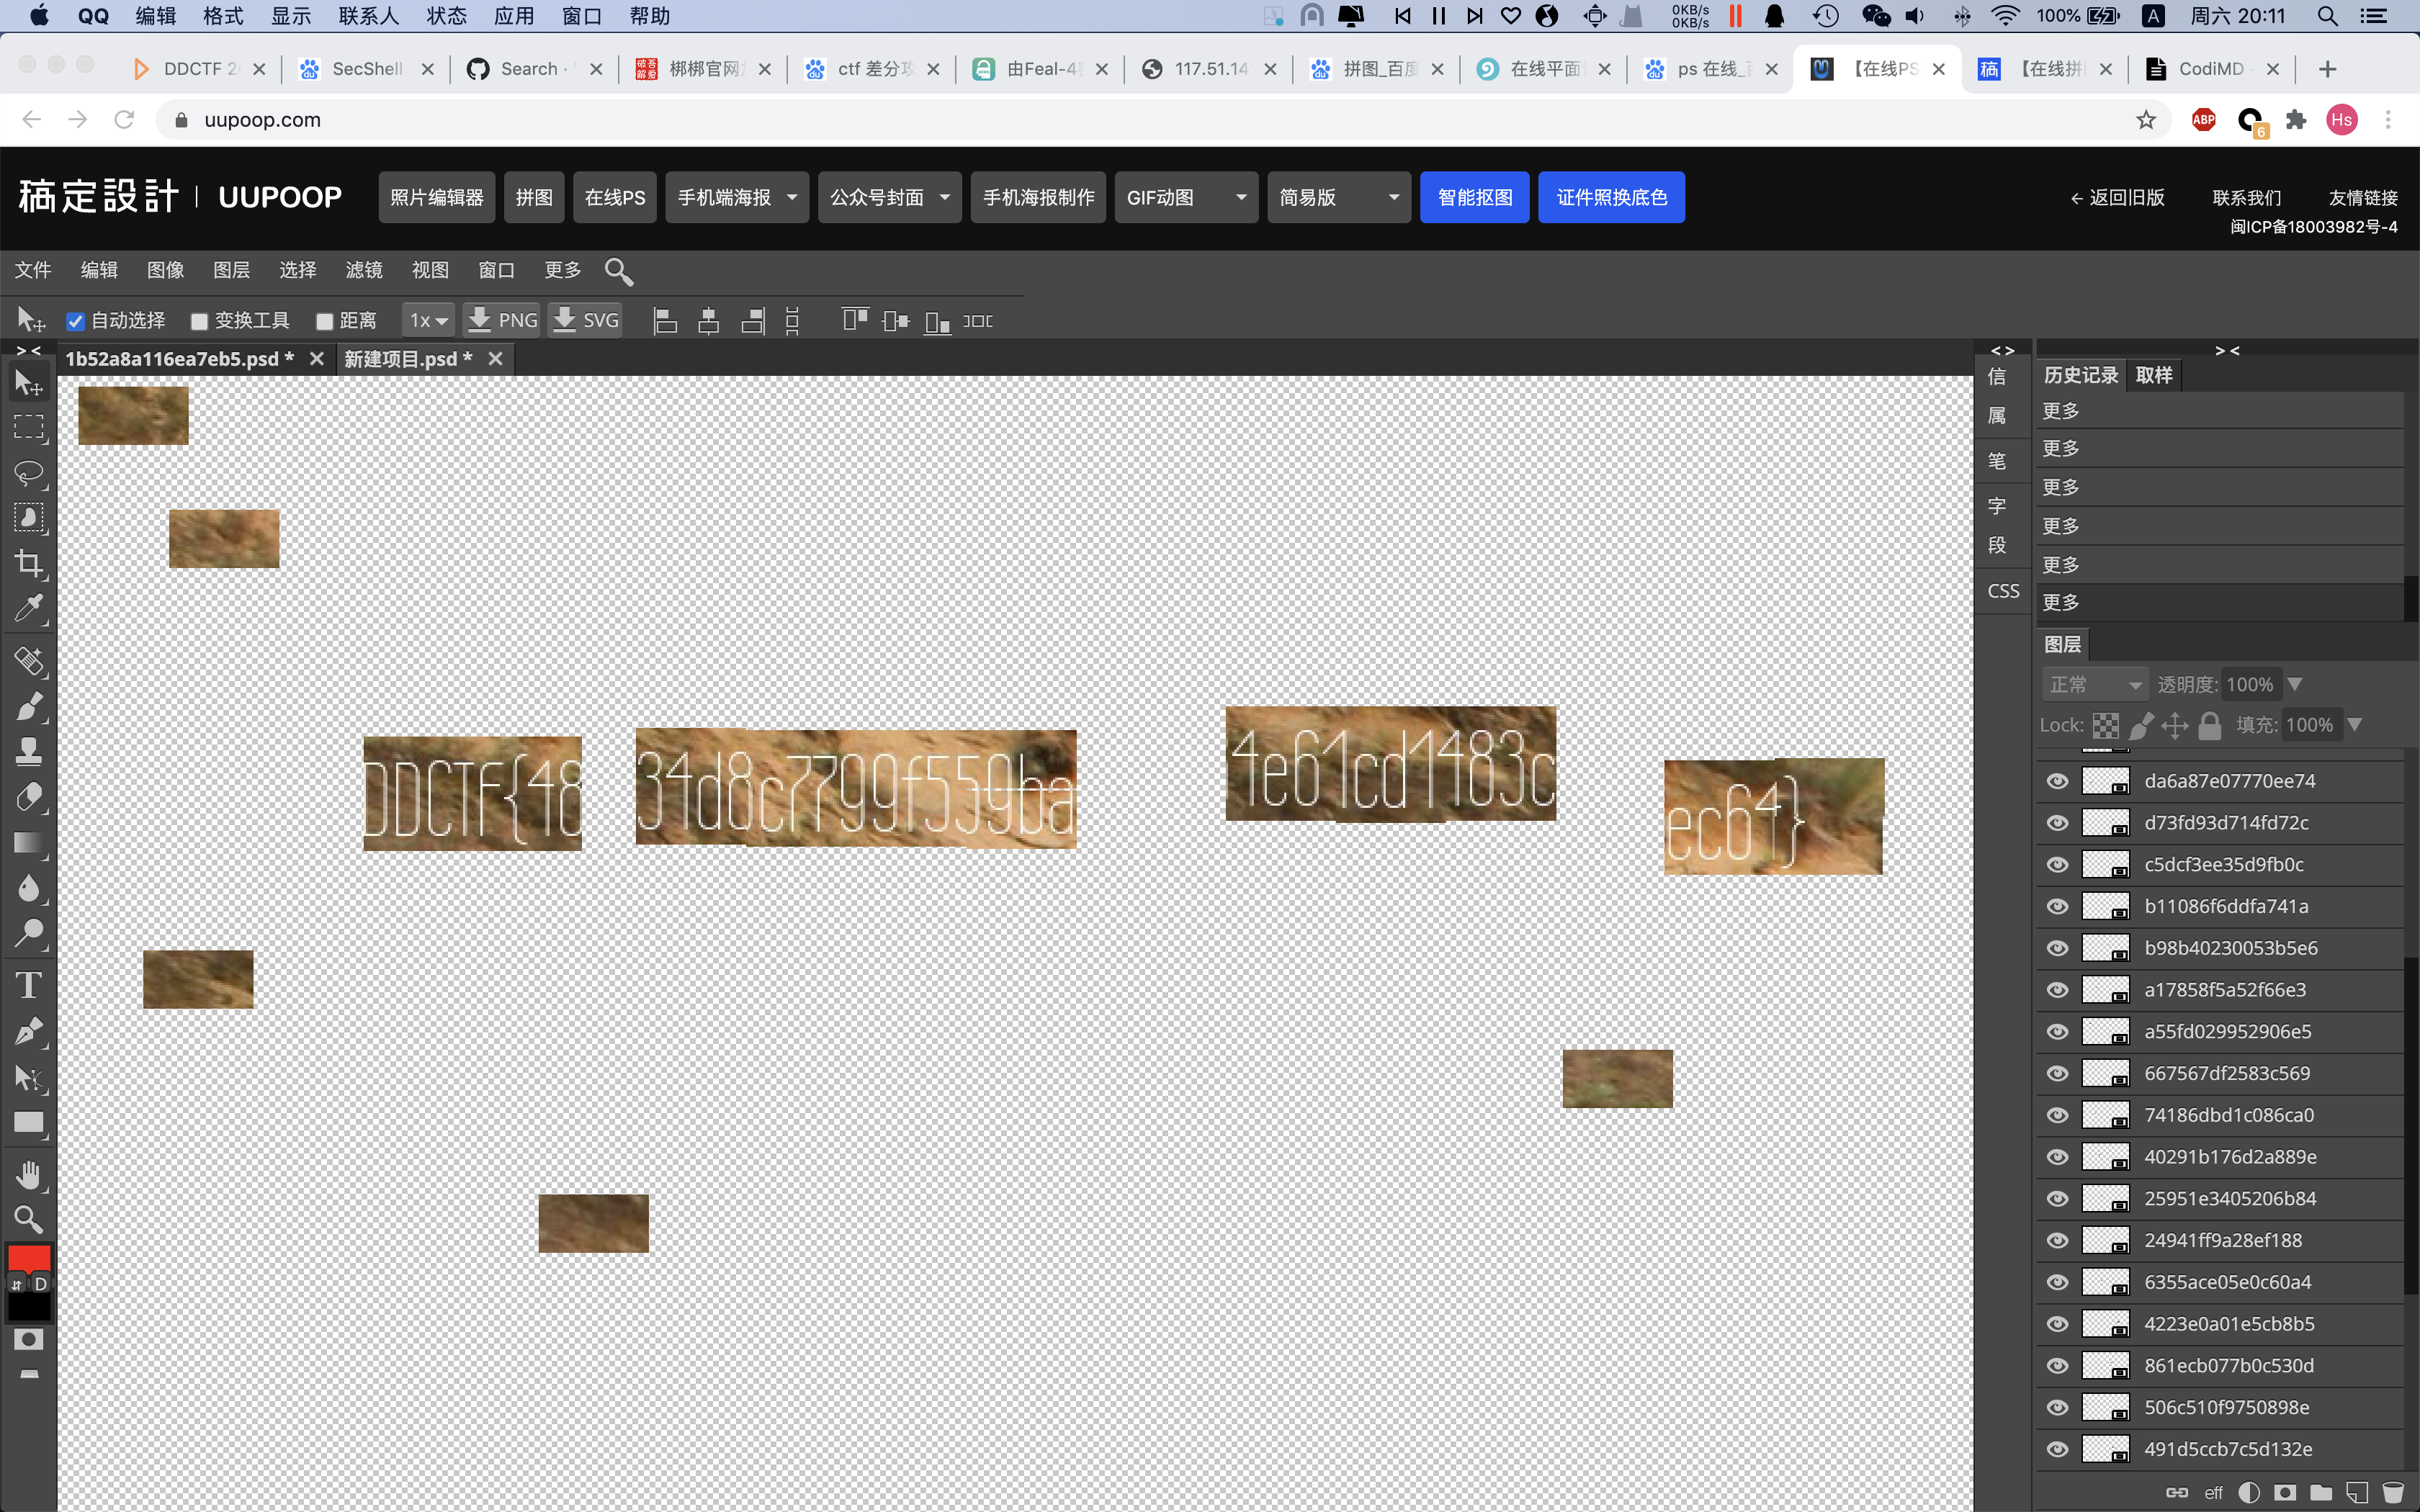 QQ 编辑 格式 显示 联系人 状态 应用 窗口 帮助 0KB/s 0KB/s 100% A 周六 20:11
DDCTF 2 SecShell Search · 梆梆官网 ctf 差分攻 由Feal-4 117.51.14 拼图_百度 在线平面 ps 在线_ 【在线PS 【在线拼 CodiMD
uupoop.com ABP 6 Hs
稿定設計 UUPOOP 照片编辑器 拼图 在线PS 手机端海报 公众号封面 手机海报制作 GIF动图 简易版 智能抠图 证件照换底色 ← 返回旧版 联系我们 友情链接
闽ICP备18003982号-4
文件 编辑 图像 图层 选择 滤镜 视图 窗口 更多
自动选择 变换工具 距离 1x PNG SVG
1b52a8a116ea7eb5.psd * 新建项目.psd *
DDCTF{48
34d8c7799f559ba
4e61cd1483c
ec64}
信
属
笔
字
段
CSS
历史记录 取样
更多
更多
更多
更多
更多
更多
图层
正常 透明度: 100%
Lock: 填充: 100%
da6a87e07770ee74
d73fd93d714fd72c
c5dcf3ee35d9fb0c
b11086f6ddfa741a
b98b40230053b5e6
a17858f5a52f66e3
a55fd029952906e5
667567df2583c569
74186dbd1c086ca0
40291b176d2a889e
25951e3405206b84
24941ff9a28ef188
6355ace05e0c60a4
4223e0a01e5cb8b5
861ecb077b0c530d
506c510f9750898e
491d5ccb7c5d132e
D
eff